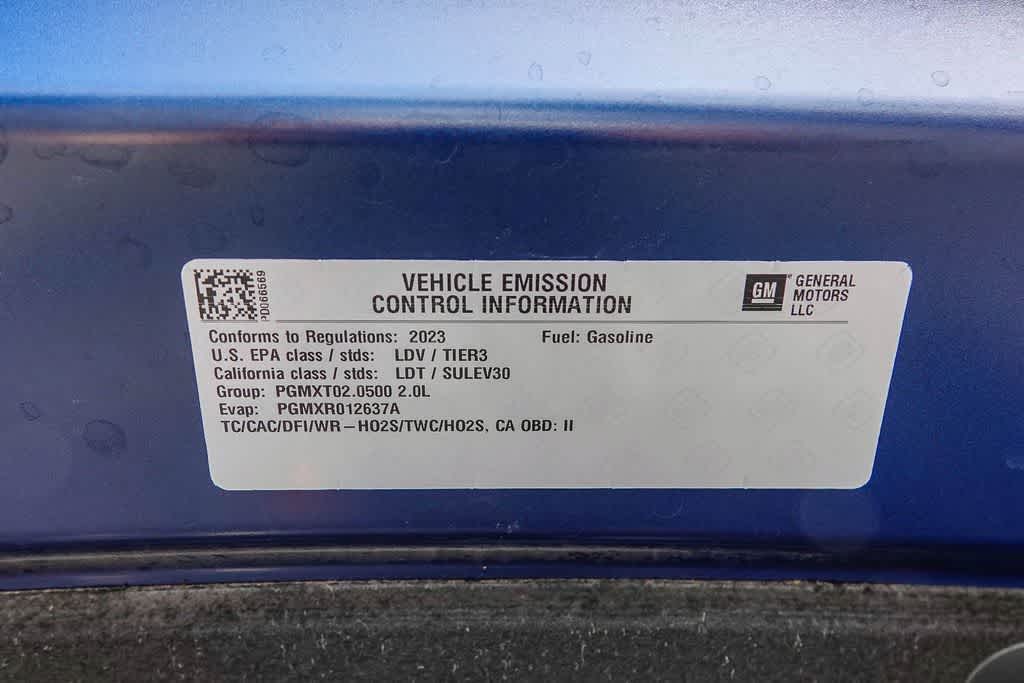 PD066569
VEHICLE EMISSION
CONTROL INFORMATION
GM
GENERAL
MOTORS
LLC
Conforms to Regulations: 2023 Fuel: Gasoline
U.S. EPA class / stds: LDV / TIER3
California class / stds: LDT / SULEV30
Group: PGMXT02.0500 2.0L
Evap: PGMXR012637A
TC/CAC/DFI/WR-HO2S/TWC/HO2S, CA OBD: II